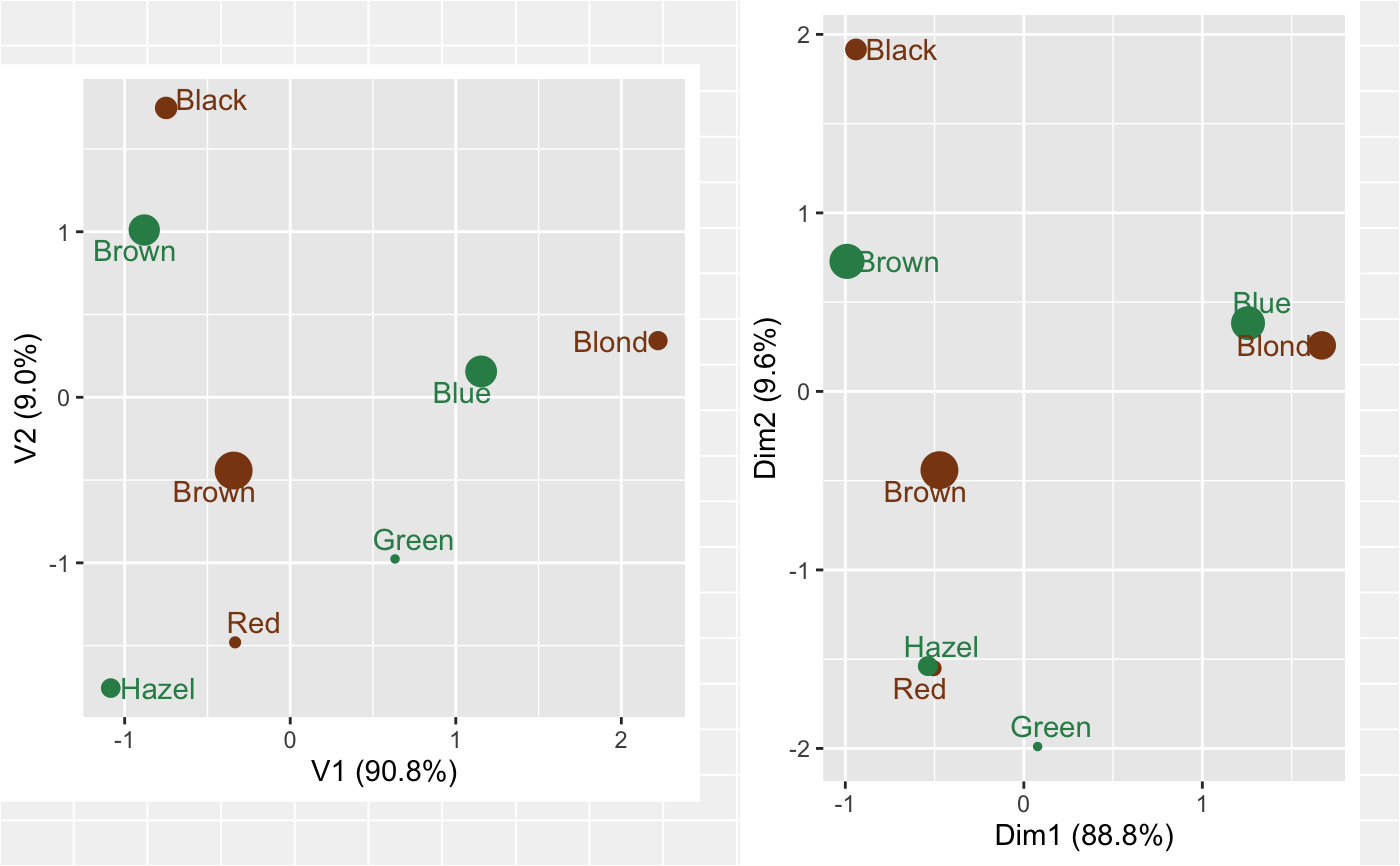 Black
1
Brown
Blond
Blue
0
Brown
Green
-1
Red
Hazel
-1
0
1
2
V1 (90.8%)
V2 (9.0%)
2
Black
1
Brown
Blue
Blond
0
Brown
-1
Hazel
Red
Green
-2
-1
0
1
Dim1 (88.8%)
Dim2 (9.6%)